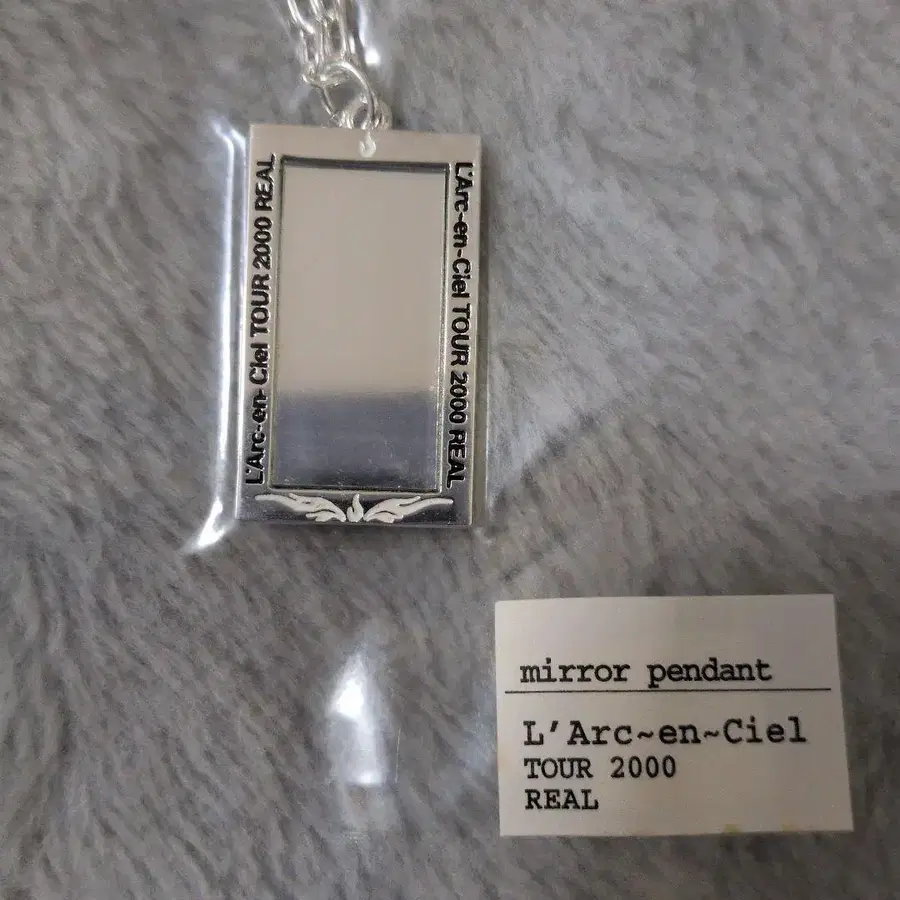 L'Arc~en~Ciel TOUR 2000 REAL
L'Arc~en~Ciel TOUR 2000 REAL
mirror pendant
L'Arc~en~Ciel
TOUR 2000
REAL